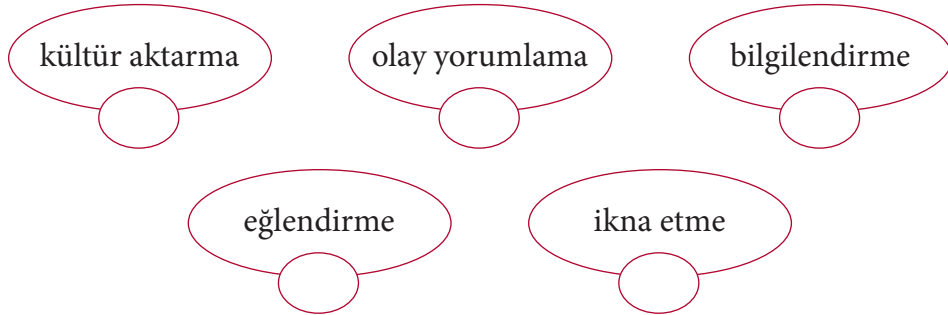 kültür aktarma
olay yorumlama
bilgilendirme
eğlendirme
ikna etme